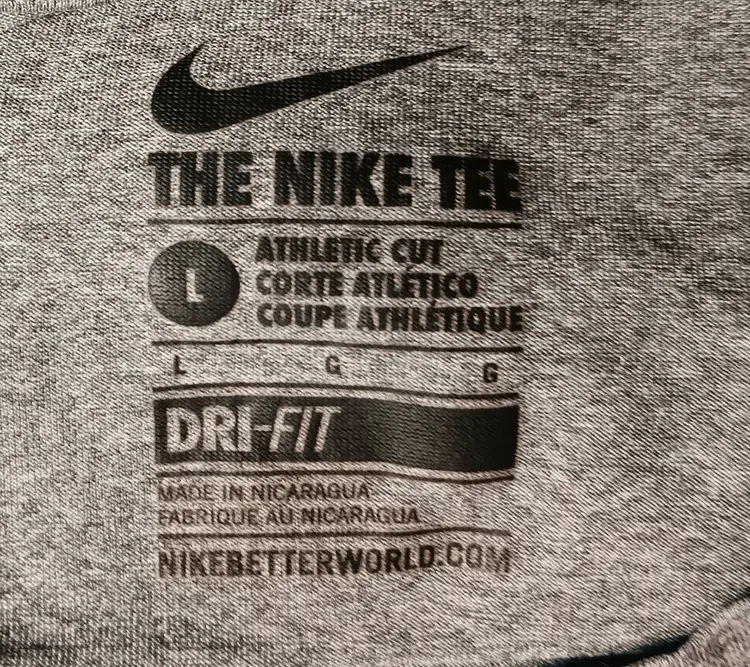 THE NIKE TEE
L
ATHLETIC CUT
CORTE ATLÉTICO
COUPE ATHLÉTIQUE
L G G
DRI-FIT
MADE IN NICARAGUA
FABRIQUE AU NICARAGUA
NIKEBETTERWORLD.COM